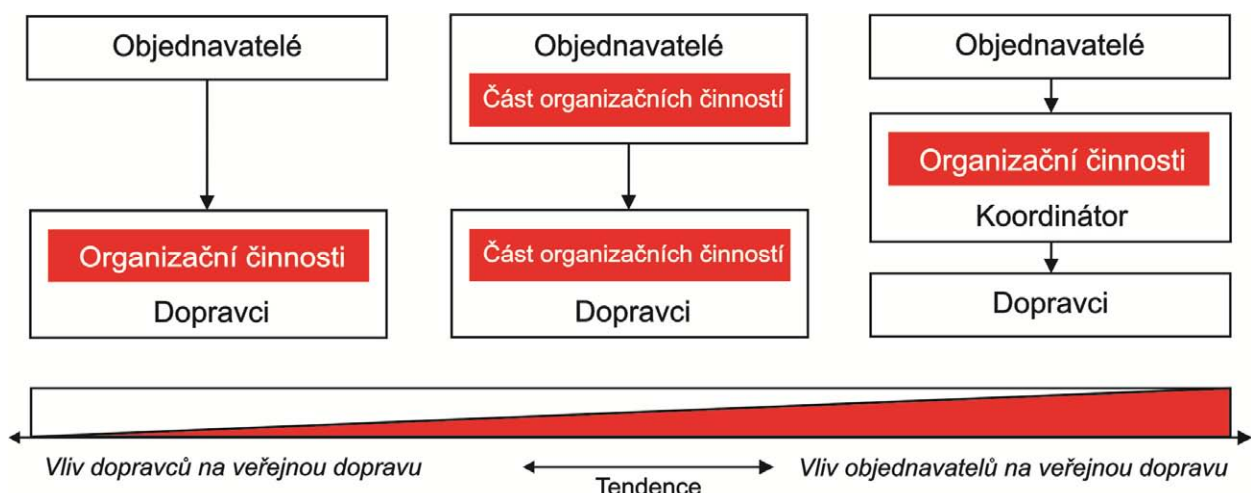 Objednavatelé
Organizační činnosti
Dopravci
Objednavatelé
Část organizačních činností
Část organizačních činností
Dopravci
Objednavatelé
Organizační činnosti
Koordinátor
Dopravci
Vliv dopravců na veřejnou dopravu
Tendence
Vliv objednavatelů na veřejnou dopravu